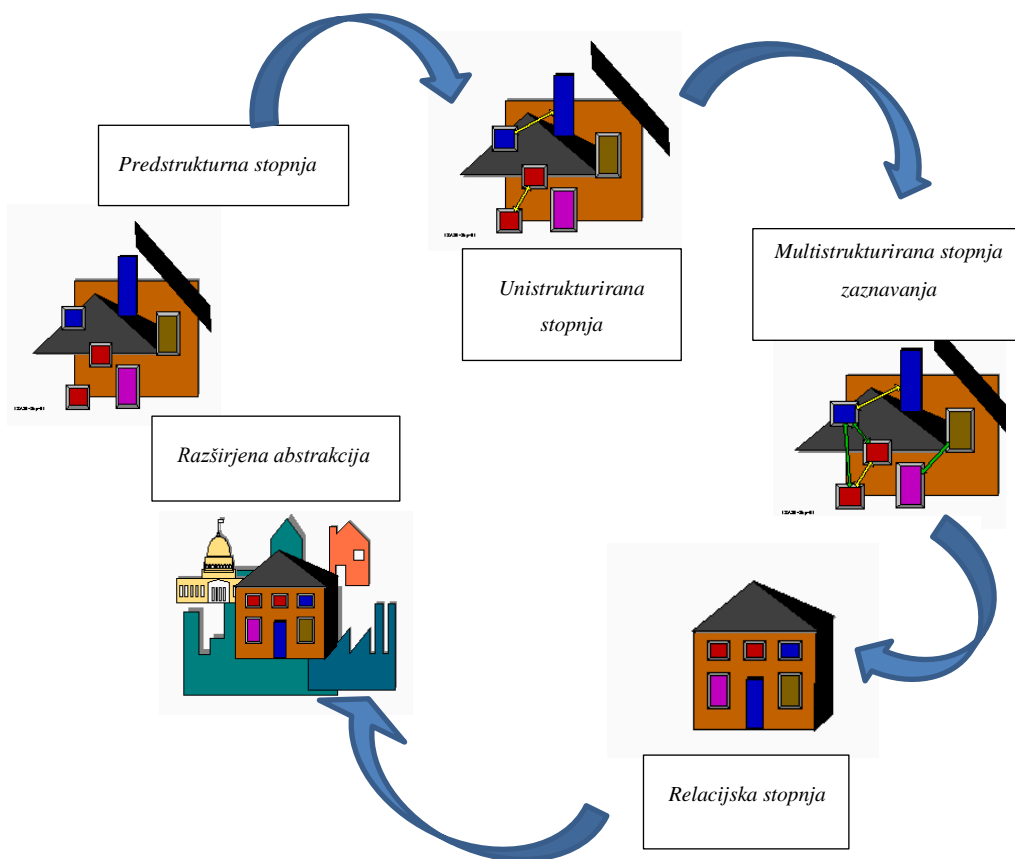 Predstrukturna stopnja
Unistrukturirana
stopnja
Multistrukturirana stopnja
zaznavanja
Relacijska stopnja
Razširjena abstrakcija